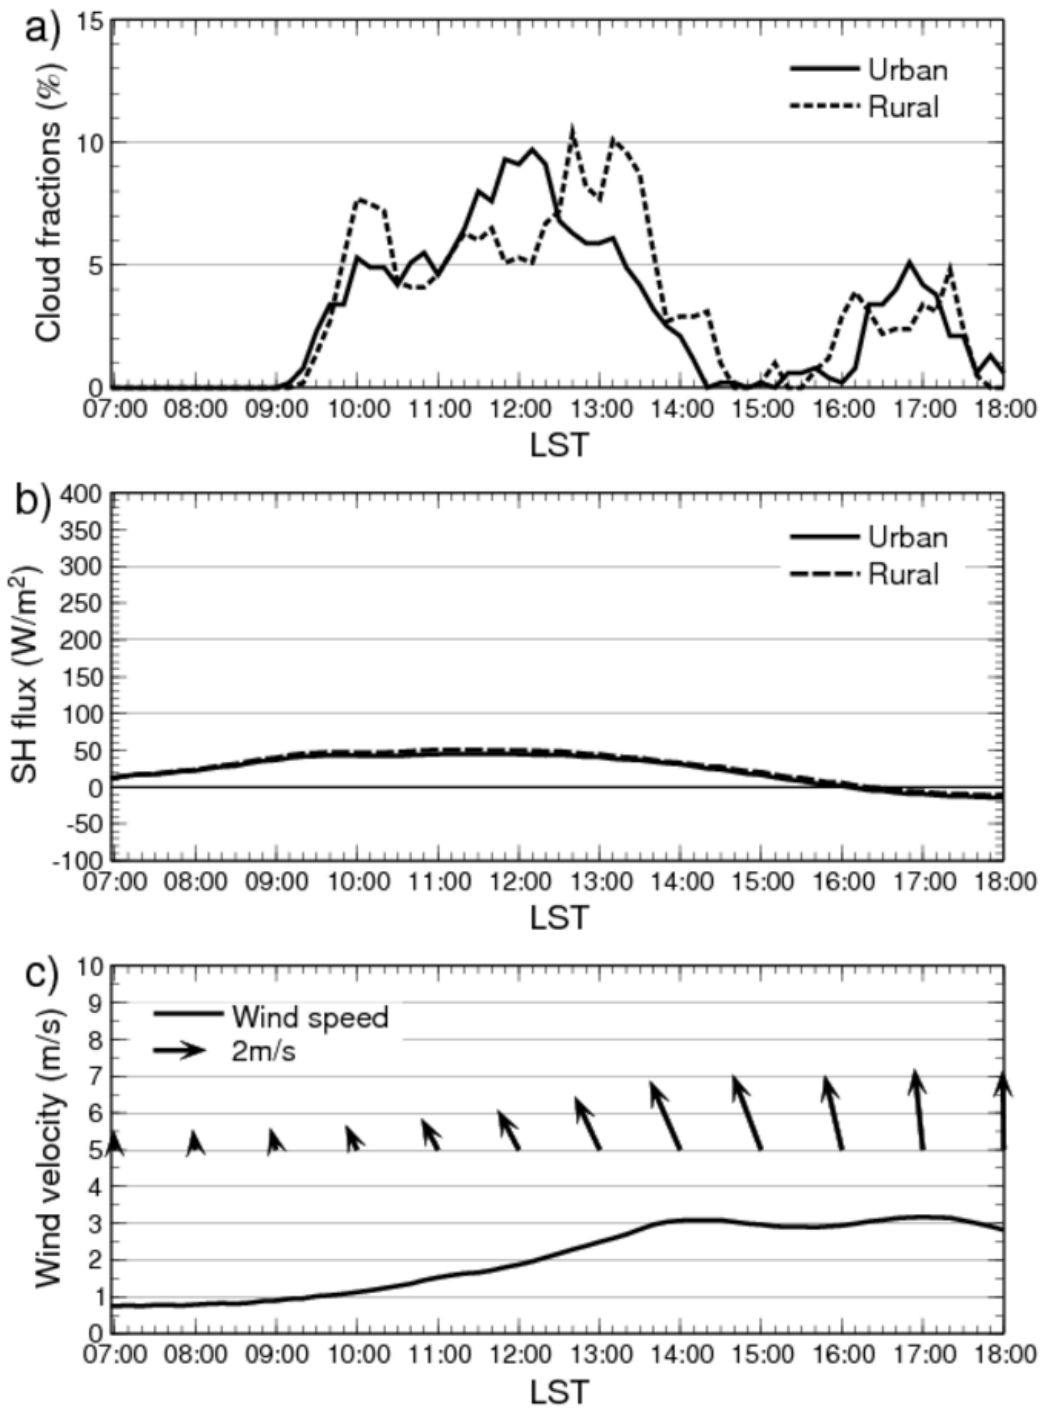 a)
15
10
5
0
Cloud fractions (%)
Urban
Rural
07:00 08:00 09:00 10:00 11:00 12:00 13:00 14:00 15:00 16:00 17:00 18:00
LST
b)
400
350
300
250
200
150
100
50
0
-50
-100
SH flux (W/m²)
Urban
Rural
07:00 08:00 09:00 10:00 11:00 12:00 13:00 14:00 15:00 16:00 17:00 18:00
LST
c)
10
9
8
7
6
5
4
3
2
1
0
Wind velocity (m/s)
Wind speed
2m/s
07:00 08:00 09:00 10:00 11:00 12:00 13:00 14:00 15:00 16:00 17:00 18:00
LST